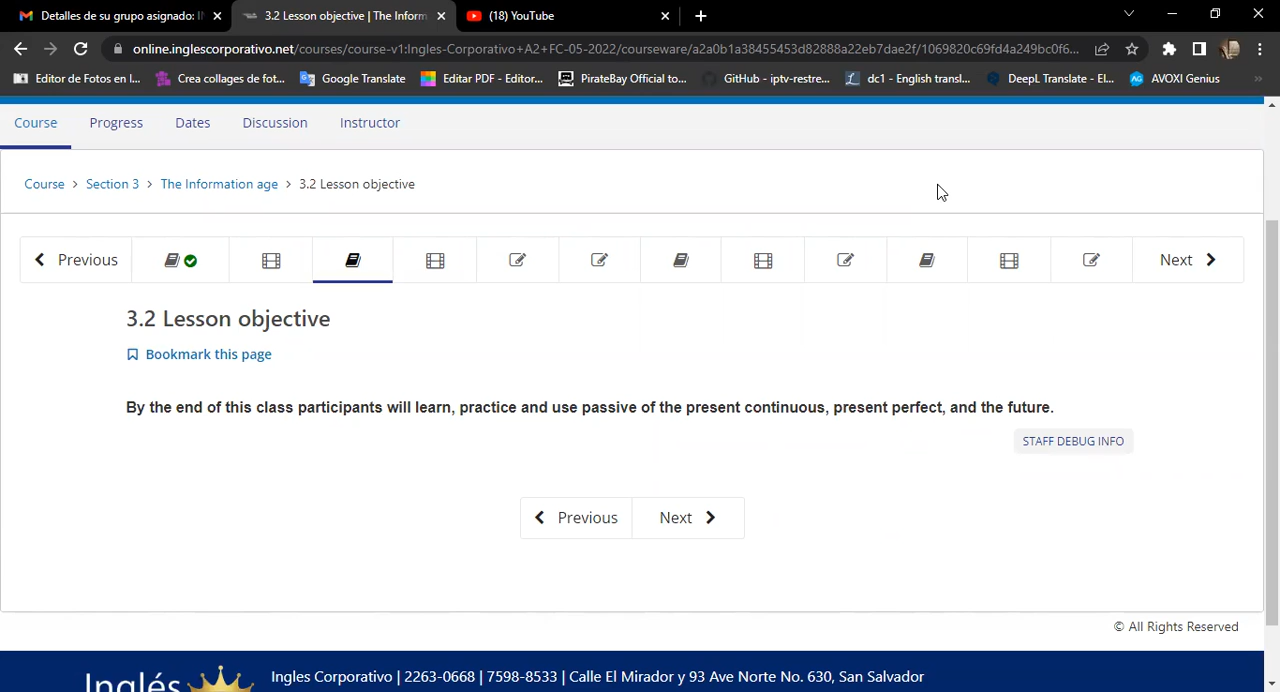 Detalles de su grupo asignado: I
3.2 Lesson objective | The Inform
(18) YouTube
online.inglescorporativo.net/courses/course-v1:Ingles-Corporativo+A2+FC-05-2022/courseware/a2a0b1a38455453d82888a22eb7dae2f/1069820c69fd4a249bc0f6...
Editor de Fotos en l...
Crea collages de fot...
Google Translate
Editar PDF - Editor...
PirateBay Official to...
GitHub - iptv-restre...
dc1 - English transl...
DeepL Translate - El...
AVOXI Genius
Course
Progress
Dates
Discussion
Instructor
Course > Section 3 > The Information age > 3.2 Lesson objective
Previous
Next
3.2 Lesson objective
Bookmark this page
By the end of this class participants will learn, practice and use passive of the present continuous, present perfect, and the future.
STAFF DEBUG INFO
Previous
Next
© All Rights Reserved
Inglés
Ingles Corporativo | 2263-0668 | 7598-8533 | Calle El Mirador y 93 Ave Norte No. 630, San Salvador